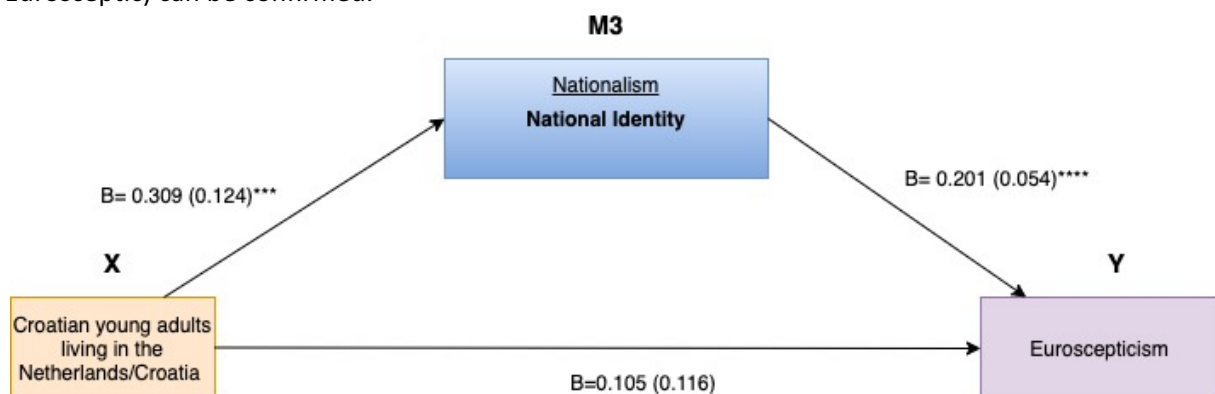 Eurosceptic) can be confirmed.
M3
Nationalism
National Identity
B= 0.309 (0.124)***
B= 0.201 (0.054)****
X
Y
Croatian young adults
living in the
Netherlands/Croatia
Euroscepticism
B=0.105 (0.116)